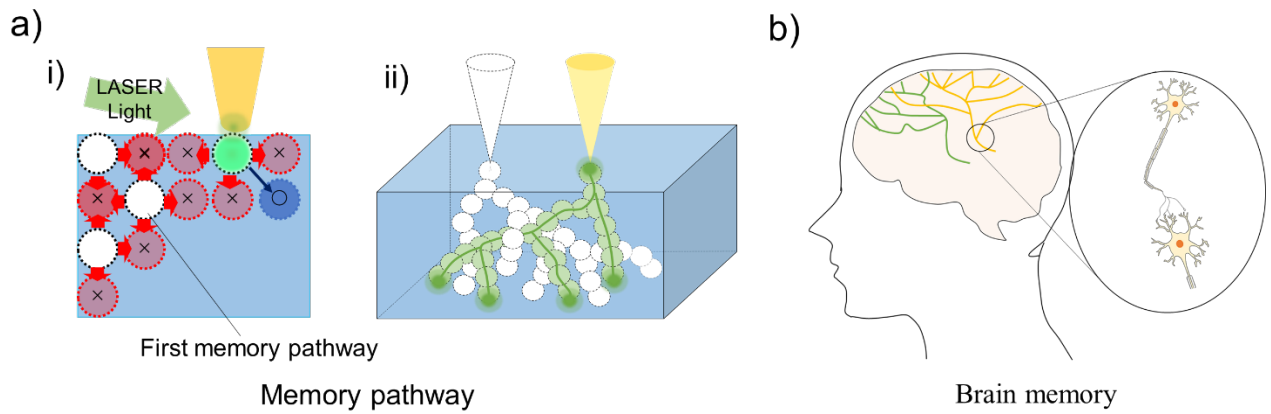 a)
i)
LASER
Light
ii)
b)
First memory pathway
Memory pathway
Brain memory